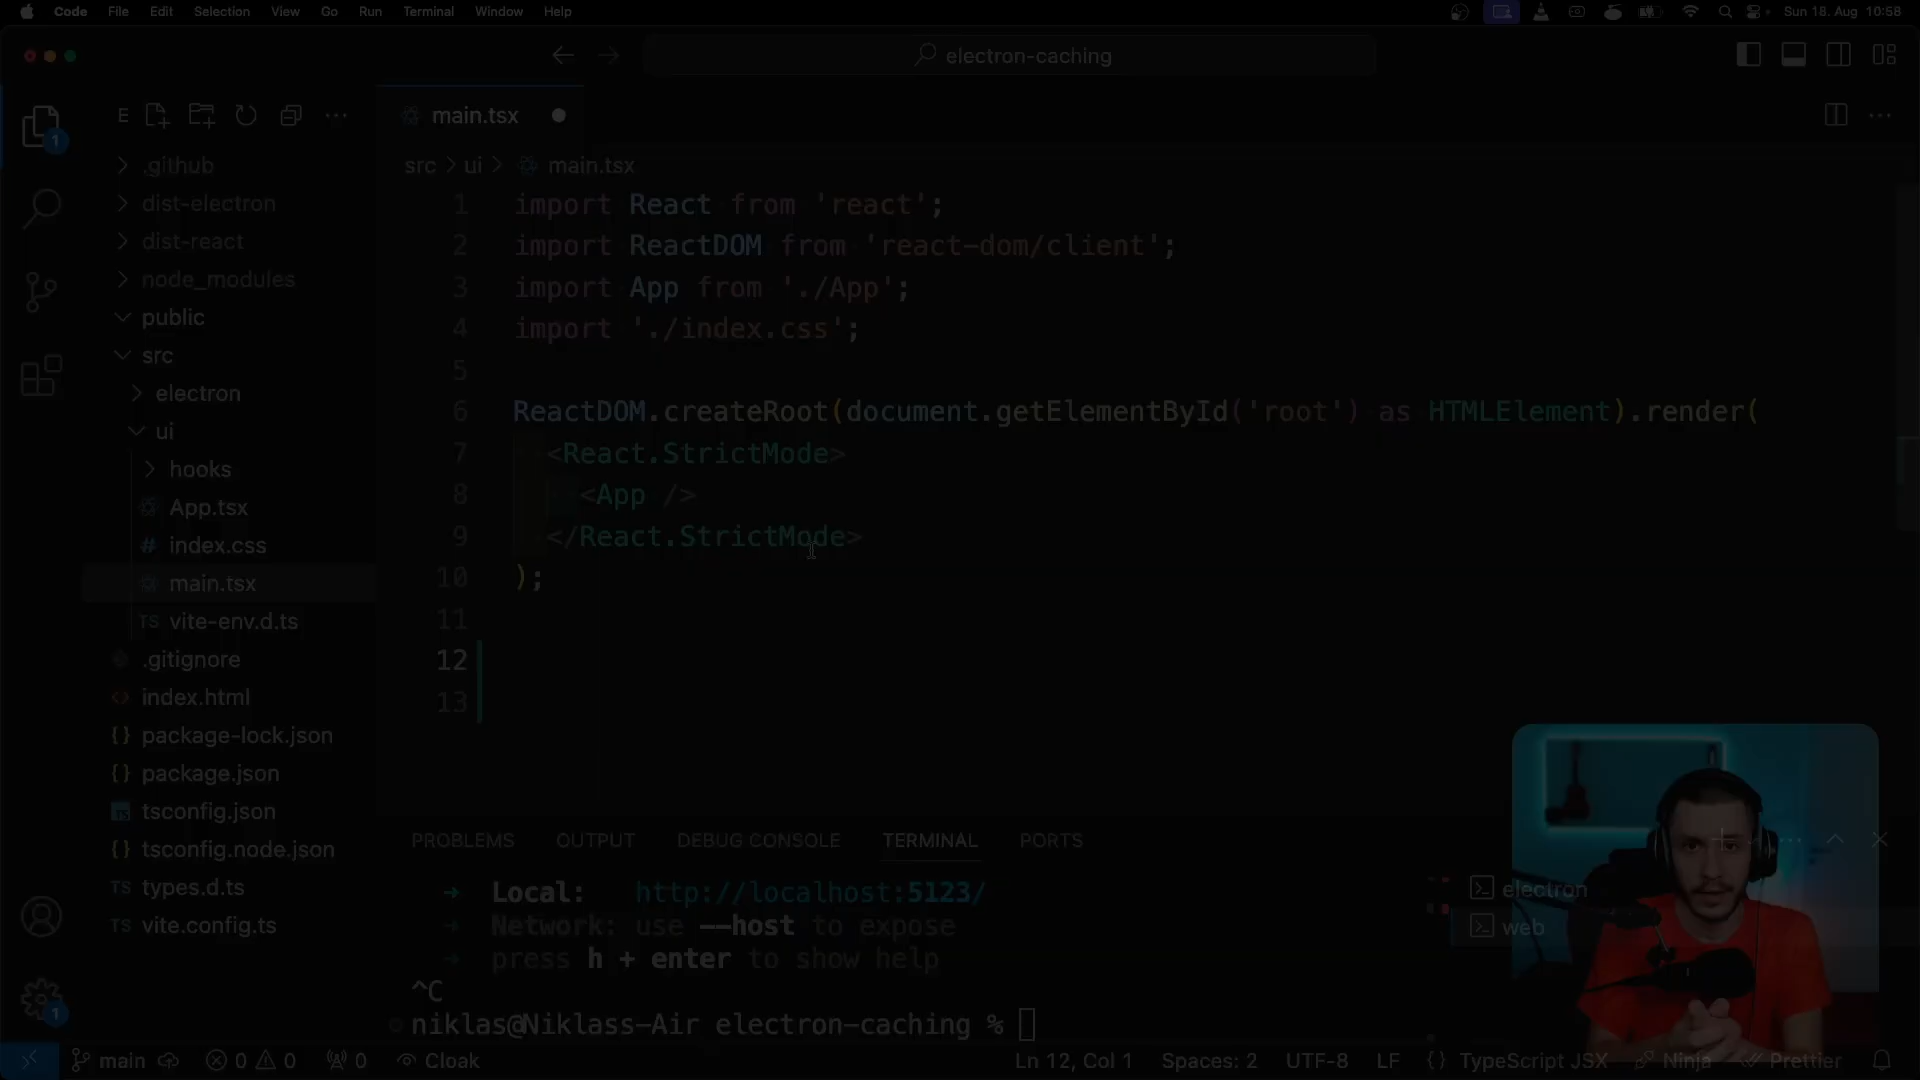 Code File Edit Selection View Go Run Terminal Window Help
Sun 18. Aug 10:58
electron-caching
E
main.tsx
1
.github
dist-electron
dist-react
node_modules
public
src
electron
ui
hooks
App.tsx
# index.css
main.tsx
TS vite-env.d.ts
.gitignore
<> index.html
{} package-lock.json
{} package.json
TS tsconfig.json
{} tsconfig.node.json
TS types.d.ts
TS vite.config.ts
1
src > ui > main.tsx
1 import React from 'react';
2 import ReactDOM from 'react-dom/client';
3 import App from './App';
4 import './index.css';
5
6 ReactDOM.createRoot(document.getElementById('root') as HTMLElement).render(
7 <React.StrictMode>
8 <App />
9 </React.StrictMode>
10 );
11
12
13
PROBLEMS OUTPUT DEBUG CONSOLE TERMINAL PORTS
➜ Local: http://localhost:5123/
➜ Network: use --host to expose
➜ press h + enter to show help
^C
niklas@Niklass-Air electron-caching %
electron
web
main 0 0 0 Cloak
Ln 12, Col 1 Spaces: 2 UTF-8 LF {} TypeScript JSX Ninja Prettier